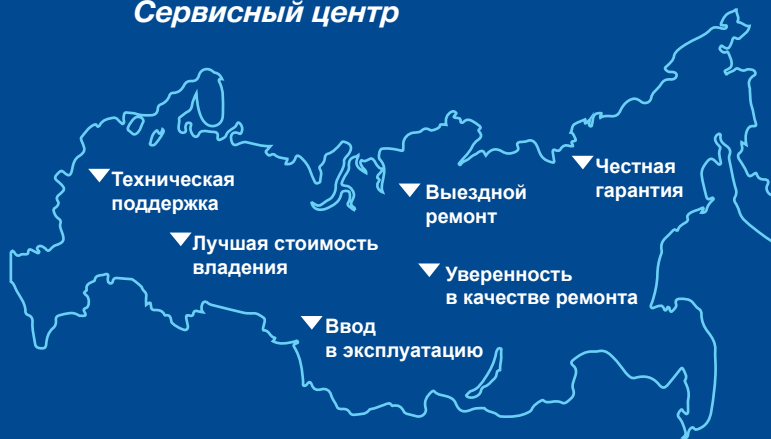 Сервисный центр
Техническая
поддержка
Выездной
ремонт
Честная
гарантия
Лучшая стоимость
владения
Уверенность
в качестве ремонта
Ввод
в эксплуатацию